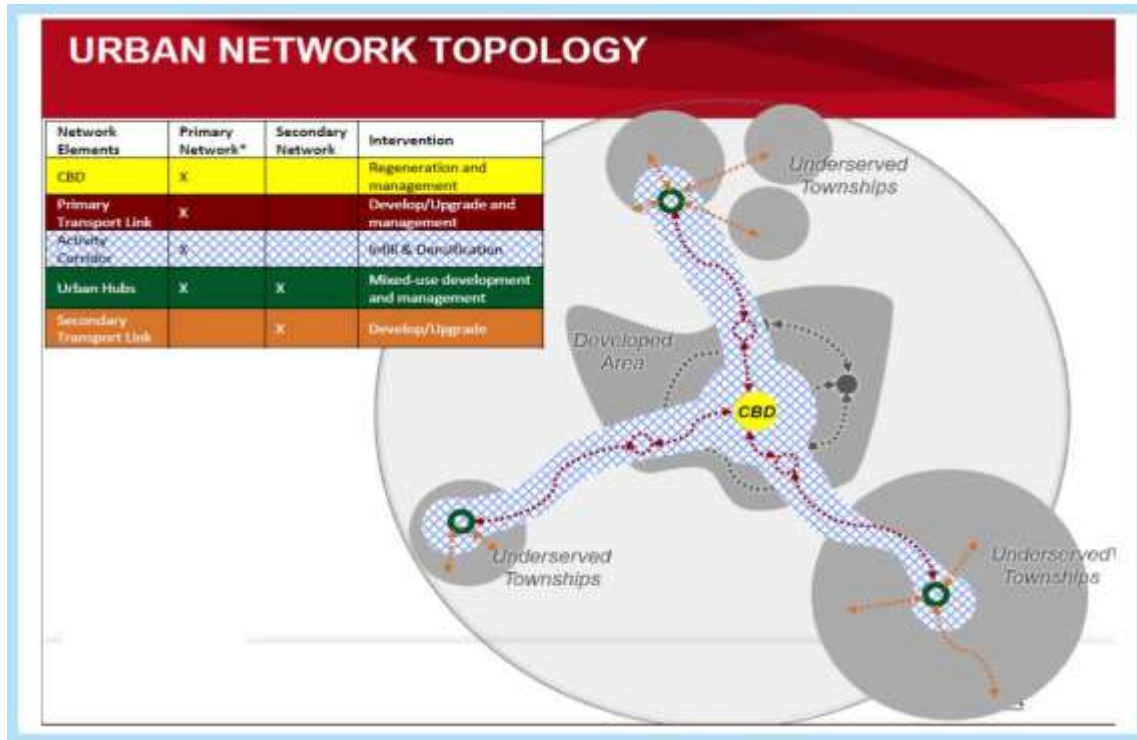 URBAN NETWORK TOPOLOGY
Network Primary Secondary Intervention
Elements Network* Network
CBD X Regeneration and
management
Primary X Develop/Upgrade and
Transport Link management
Activity X Infill & Densification
Corridor
Urban Hubs X X Mixed-use development
and management
Secondary X Develop/Upgrade
Transport Link
Underserved
Townships
Developed
Area
CBD
Underserved
Townships
Underserved
Townships